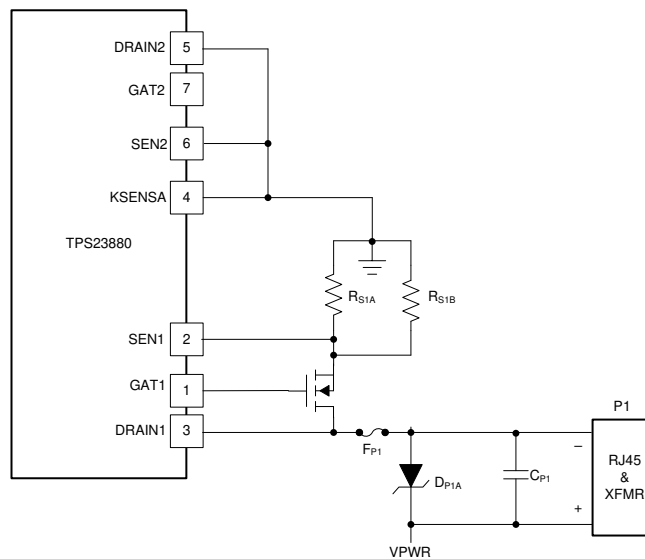 DRAIN2 5
GAT2 7
SEN2 6
KSENSA 4
TPS23880
RS1A RS1B
SEN1 2
GAT1 1
P1
DRAIN1 3
FP1
–
RJ45
&
XFMR
DP1A CP1
+
VPWR